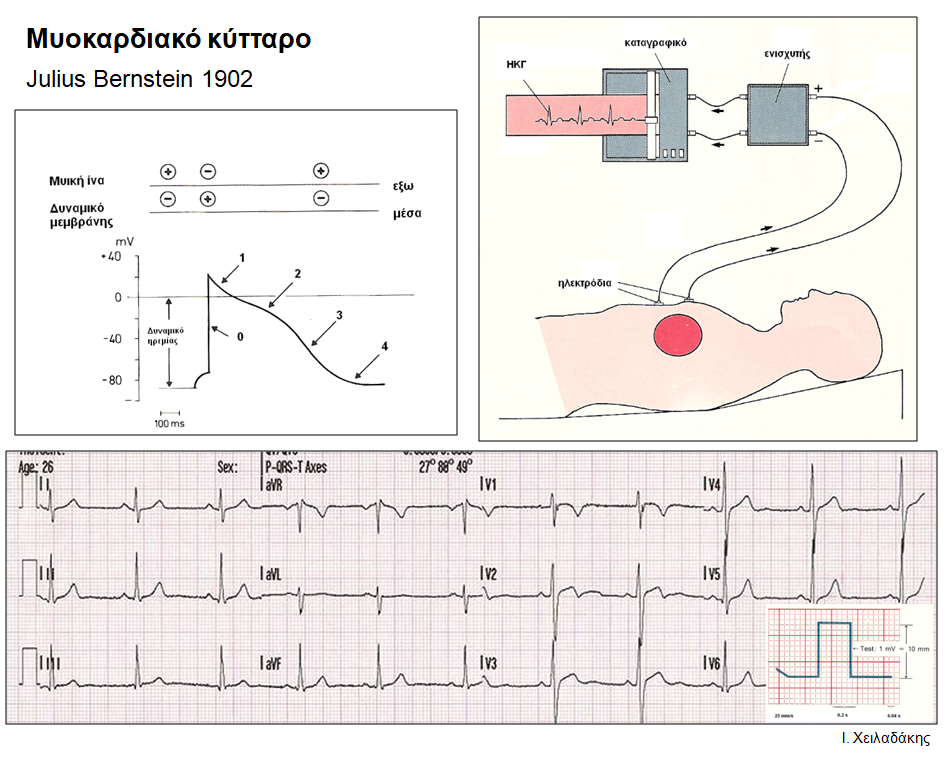 Μυοκαρδιακό κύτταρο
Julius Bernstein 1902
Μυική ίνα
Δυναμικό
μεμβράνης
+ − +
− + −
εξω
μέσα
mV
+40
0
−40
−80
Δυναμικό
ηρεμίας
1
2
3
0
4
100 ms
καταγραφικό
ενισχυτής
ΗΚΓ
+
−
ηλεκτρόδια
Age: 26
Sex:
P-QRS-T Axes
27° 88° 49°
I
aVR
V1
V4
II
aVL
V2
V5
III
aVF
V3
V6
← Test: 1 mV = 10 mm
25 mm/s
0.2 s
0.04 s
Ι. Χειλαδάκης